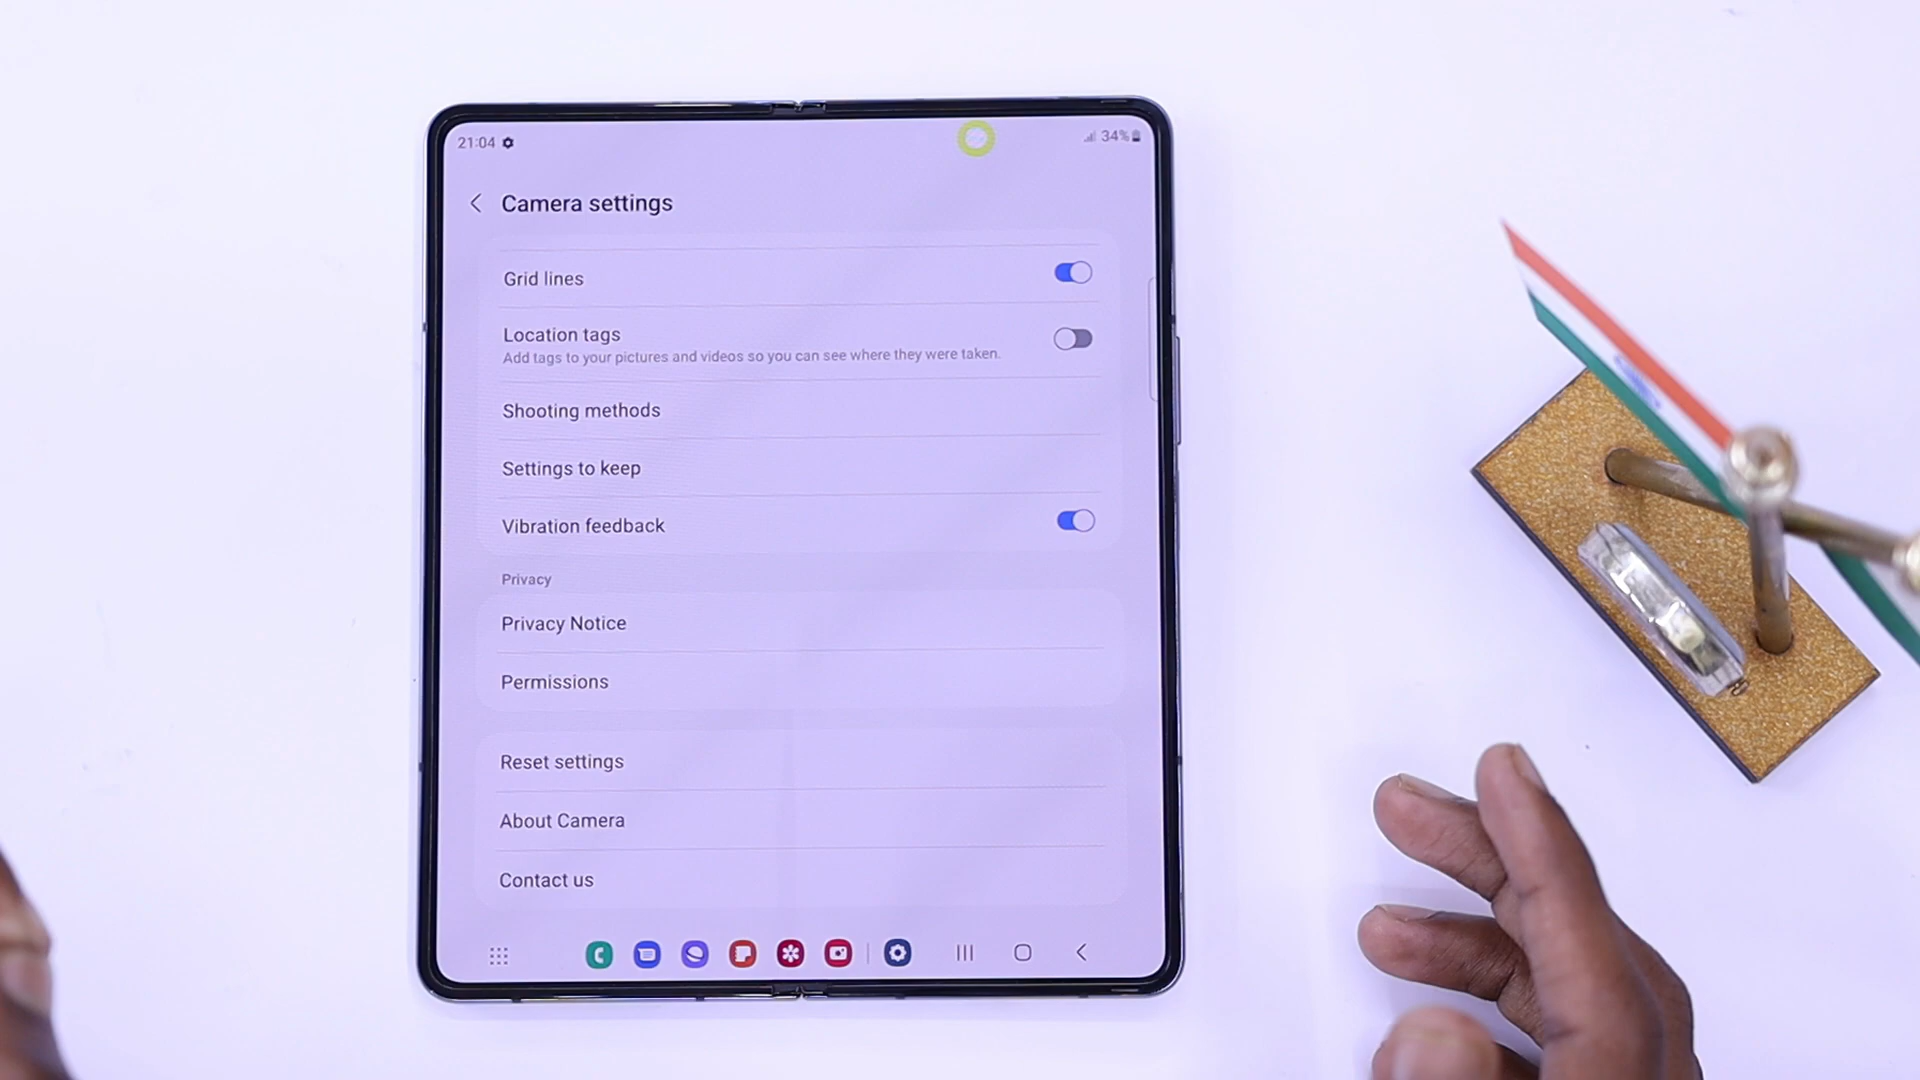 21:04
34%
Camera settings
Grid lines
Location tags
Add tags to your pictures and videos so you can see where they were taken.
Shooting methods
Settings to keep
Vibration feedback
Privacy
Privacy Notice
Permissions
Reset settings
About Camera
Contact us